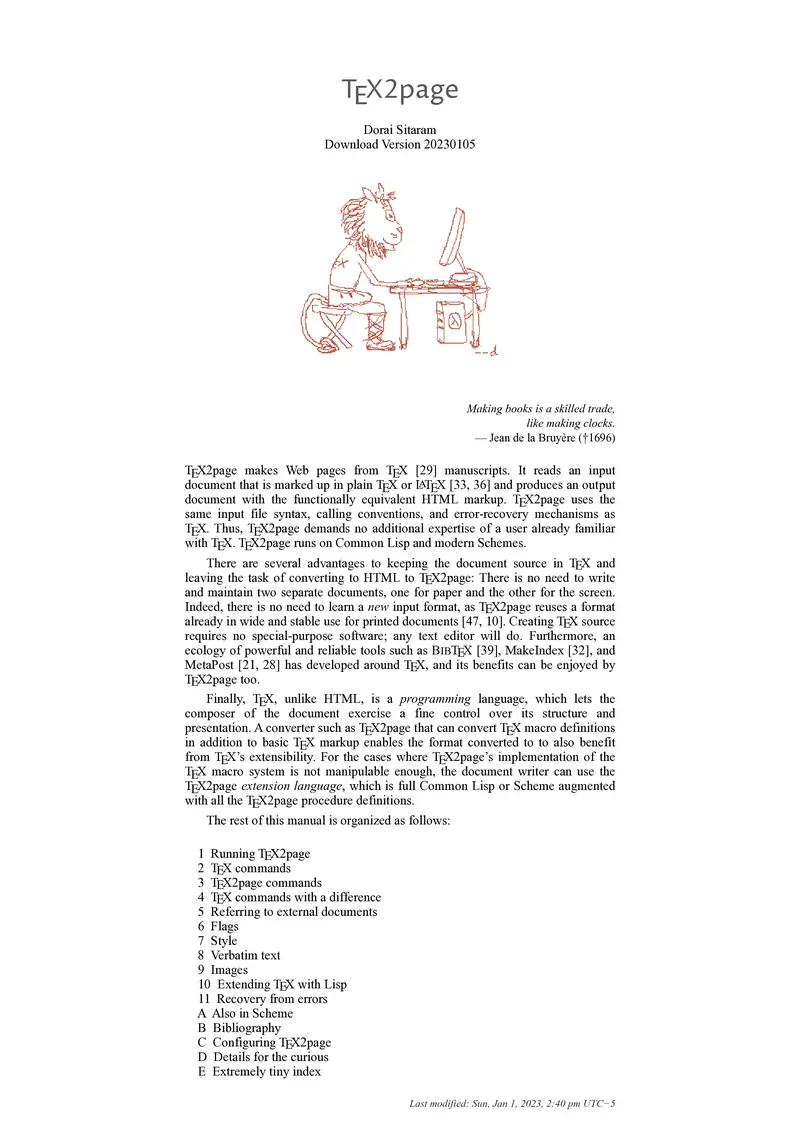 TEX2page
Dorai Sitaram
Download Version 20230105
TEX
λ
--d
Making books is a skilled trade,
like making clocks.
— Jean de la Bruyère (†1696)
TEX2page makes Web pages from TEX [29] manuscripts. It reads an input
document that is marked up in plain TEX or LATEX [33, 36] and produces an output
document with the functionally equivalent HTML markup. TEX2page uses the
same input file syntax, calling conventions, and error-recovery mechanisms as
TEX. Thus, TEX2page demands no additional expertise of a user already familiar
with TEX. TEX2page runs on Common Lisp and modern Schemes.
There are several advantages to keeping the document source in TEX and
leaving the task of converting to HTML to TEX2page: There is no need to write
and maintain two separate documents, one for paper and the other for the screen.
Indeed, there is no need to learn a new input format, as TEX2page reuses a format
already in wide and stable use for printed documents [47, 10]. Creating TEX source
requires no special-purpose software; any text editor will do. Furthermore, an
ecology of powerful and reliable tools such as BIBTEX [39], MakeIndex [32], and
MetaPost [21, 28] has developed around TEX, and its benefits can be enjoyed by
TEX2page too.
Finally, TEX, unlike HTML, is a programming language, which lets the
composer of the document exercise a fine control over its structure and
presentation. A converter such as TEX2page that can convert TEX macro definitions
in addition to basic TEX markup enables the format converted to to also benefit
from TEX’s extensibility. For the cases where TEX2page’s implementation of the
TEX macro system is not manipulable enough, the document writer can use the
TEX2page extension language, which is full Common Lisp or Scheme augmented
with all the TEX2page procedure definitions.
The rest of this manual is organized as follows:
1 Running TEX2page
2 TEX commands
3 TEX2page commands
4 TEX commands with a difference
5 Referring to external documents
6 Flags
7 Style
8 Verbatim text
9 Images
10 Extending TEX with Lisp
11 Recovery from errors
A Also in Scheme
B Bibliography
C Configuring TEX2page
D Details for the curious
E Extremely tiny index
Last modified: Sun, Jan 1, 2023, 2:40 pm UTC−5